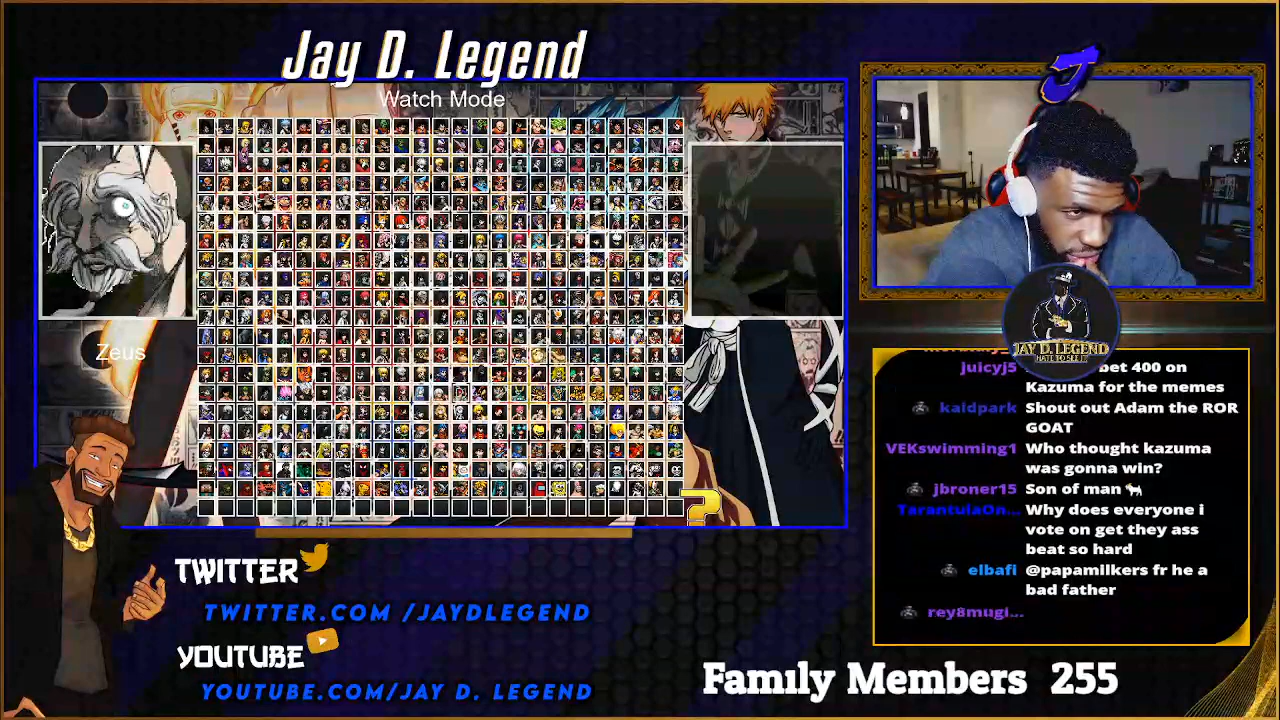 Jay D. Legend
Watch Mode
Zeus
?
J
JAY D. LEGEND
juicyj5 bet 400 on
Kazuma for the memes
kaldpark Shout out Adam the ROR
GOAT
VEKswimming1 Who thought kazuma
was gonna win?
jbroner15 Son of man 🐐
TarantulaOn... Why does everyone i
vote on get they ass
beat so hard
elbafi @papamilkers fr he a
bad father
rey8mugi...
TWITTER
TWITTER.COM /JAYDLEGEND
YOUTUBE
YOUTUBE.COM/JAY D. LEGEND
Family Members 255